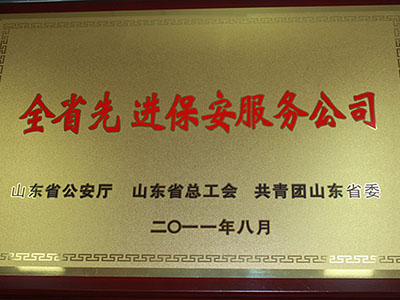 全省先进保安服务公司
山东省公安厅 山东省总工会 共青团山东省委
二〇一一年八月